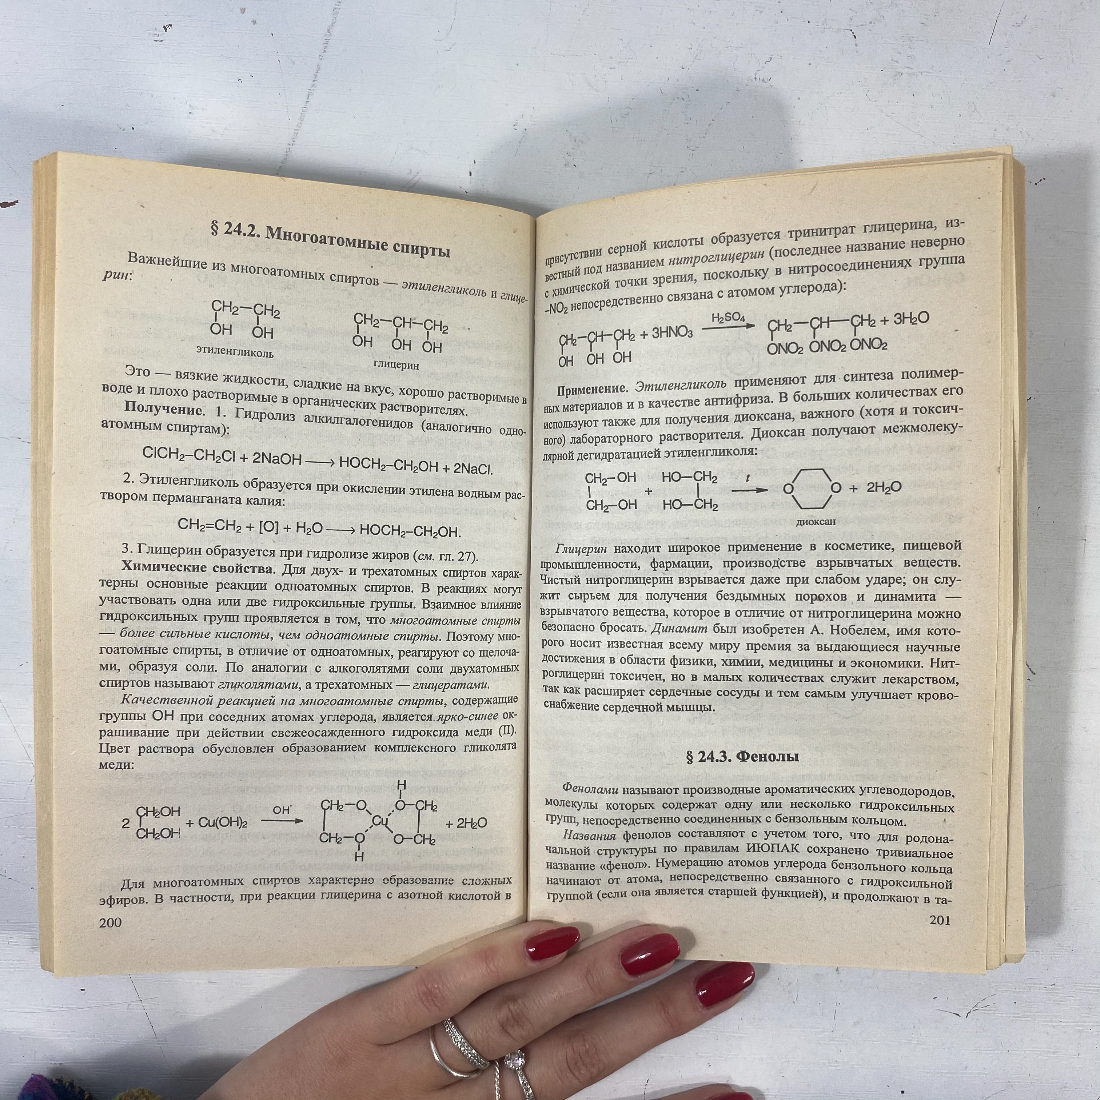 § 24.2. Многоатомные спирты
Важнейшие из многоатомных спиртов — этиленгликоль и глице-
рин:
CH₂—CH₂
OH OH
этиленгликоль
CH₂—CH—CH₂
OH OH OH
глицерин
Это — вязкие жидкости, сладкие на вкус, хорошо растворимые в
воде и плохо растворимые в органических растворителях.
Получение. 1. Гидролиз алкилгалогенидов (аналогично одно-
атомным спиртам):
ClCH₂–CH₂Cl + 2NaOH ⟶ HOCH₂–CH₂OH + 2NaCl.
2. Этиленгликоль образуется при окислении этилена водным рас-
твором перманганата калия:
CH₂=CH₂ + [O] + H₂O ⟶ HOCH₂–CH₂OH.
3. Глицерин образуется при гидролизе жиров (см. гл. 27).
Химические свойства. Для двух- и трехатомных спиртов харак-
терны основные реакции одноатомных спиртов. В реакциях могут
участвовать одна или две гидроксильные группы. Взаимное влияние
гидроксильных групп проявляется в том, что многоатомные спирты
— более сильные кислоты, чем одноатомные спирты. Поэтому мно-
гоатомные спирты, в отличие от одноатомных, реагируют со щелоча-
ми, образуя соли. По аналогии с алкоголятами соли двухатомных
спиртов называют гликолятами, а трехатомных — глицератами.
Качественной реакцией на многоатомные спирты, содержащие
группы OH при соседних атомах углерода, является ярко-синее ок-
рашивание при действии свежеосажденного гидроксида меди (II).
Цвет раствора обусловлен образованием комплексного гликолята
меди:
H
CH₂OH CH₂—O O—CH₂
2 + Cu(OH)₂ OH⁻ ⟶ Cu + 2H₂O
CH₂OH CH₂—O O—CH₂
H
Для многоатомных спиртов характерно образование сложных
эфиров. В частности, при реакции глицерина с азотной кислотой в
200
присутствии серной кислоты образуется тринитрат глицерина, из-
вестный под названием нитроглицерин (последнее название неверно
с химической точки зрения, поскольку в нитросоединениях группа
-NO₂ непосредственно связана с атомом углерода):
H₂SO₄
CH₂—CH—CH₂ + 3HNO₃ ⟶ CH₂—CH—CH₂ + 3H₂O
OH OH OH ONO₂ ONO₂ ONO₂
Применение. Этиленгликоль применяют для синтеза полимер-
ных материалов и в качестве антифриза. В больших количествах его
используют также для получения диоксана, важного (хотя и токсич-
ного) лабораторного растворителя. Диоксан получают межмолеку-
лярной дегидратацией этиленгликоля:
CH₂—OH HO—CH₂
+ t ⟶ O O + 2H₂O
CH₂—OH HO—CH₂
диоксан
Глицерин находит широкое применение в косметике, пищевой
промышленности, фармации, производстве взрывчатых веществ.
Чистый нитроглицерин взрывается даже при слабом ударе; он слу-
жит сырьем для получения бездымных порохов и динамита —
взрывчатого вещества, которое в отличие от нитроглицерина можно
безопасно бросать. Динамит был изобретен А. Нобелем, имя кото-
рого носит известная всему миру премия за выдающиеся научные
достижения в области физики, химии, медицины и экономики. Нит-
роглицерин токсичен, но в малых количествах служит лекарством,
так как расширяет сердечные сосуды и тем самым улучшает крово-
снабжение сердечной мышцы.
§ 24.3. Фенолы
Фенолами называют производные ароматических углеводородов,
молекулы которых содержат одну или несколько гидроксильных
групп, непосредственно соединенных с бензольным кольцом.
Названия фенолов составляют с учетом того, что для родона-
чальной структуры по правилам ИЮПАК сохранено тривиальное
название «фенол». Нумерацию атомов углерода бензольного кольца
начинают от атома, непосредственно связанного с гидроксильной
группой (если она является старшей функцией), и продолжают в та-
201